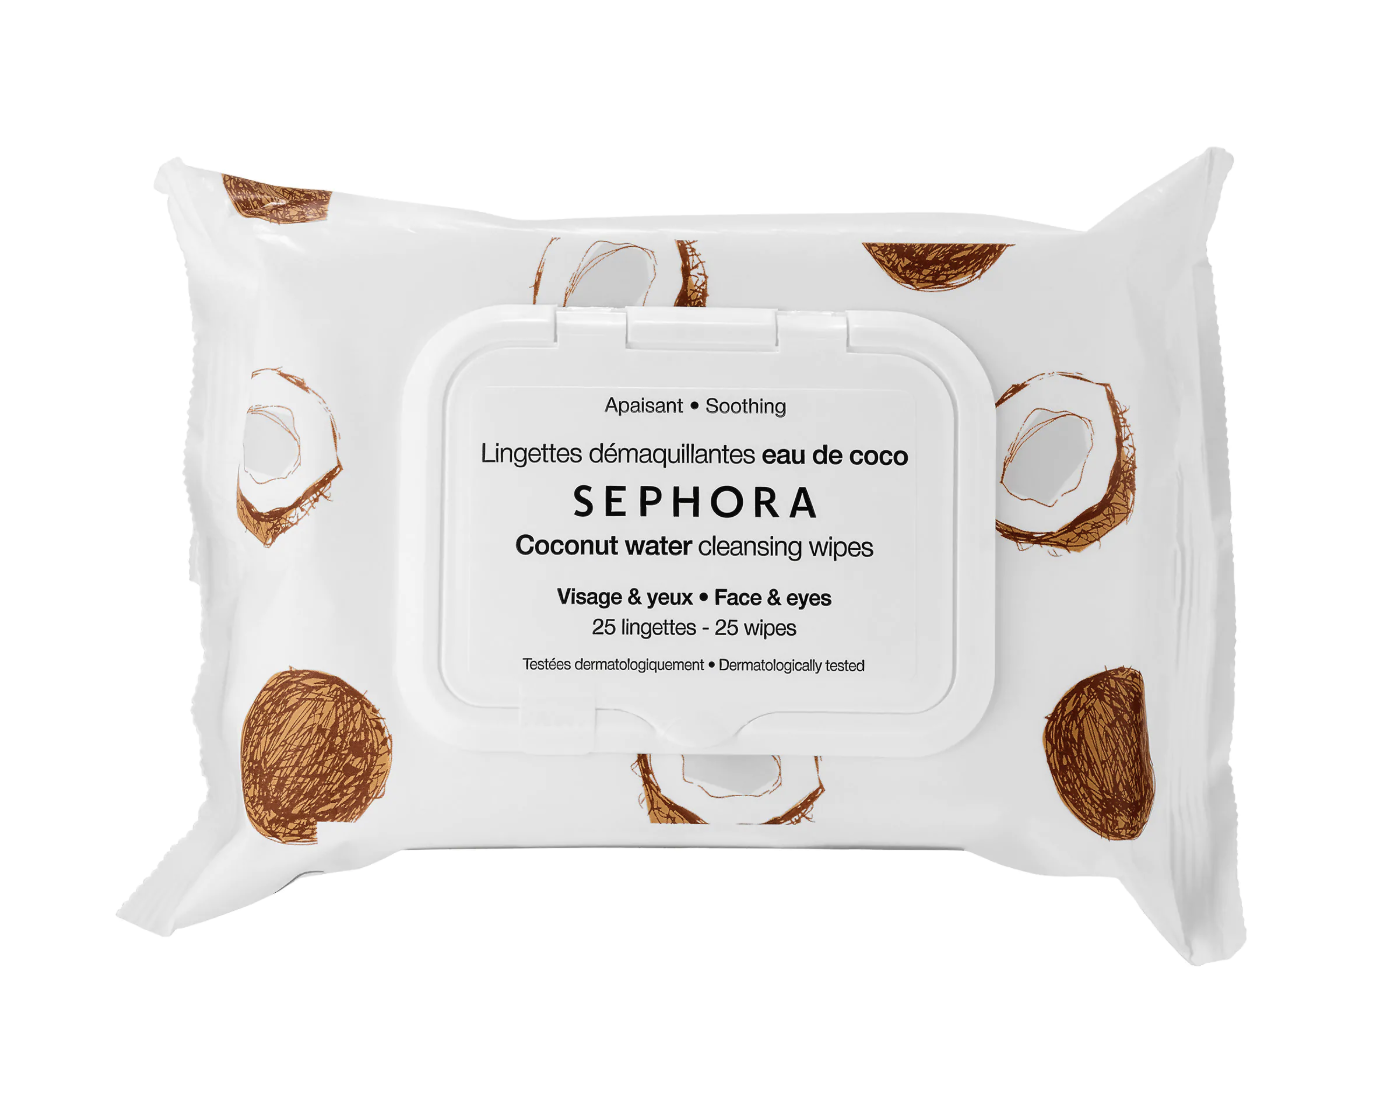 Apaisant • Soothing
Lingettes démaquillantes eau de coco
SEPHORA
Coconut water cleansing wipes
Visage & yeux • Face & eyes
25 lingettes - 25 wipes
Testées dermatologiquement • Dermatologically tested